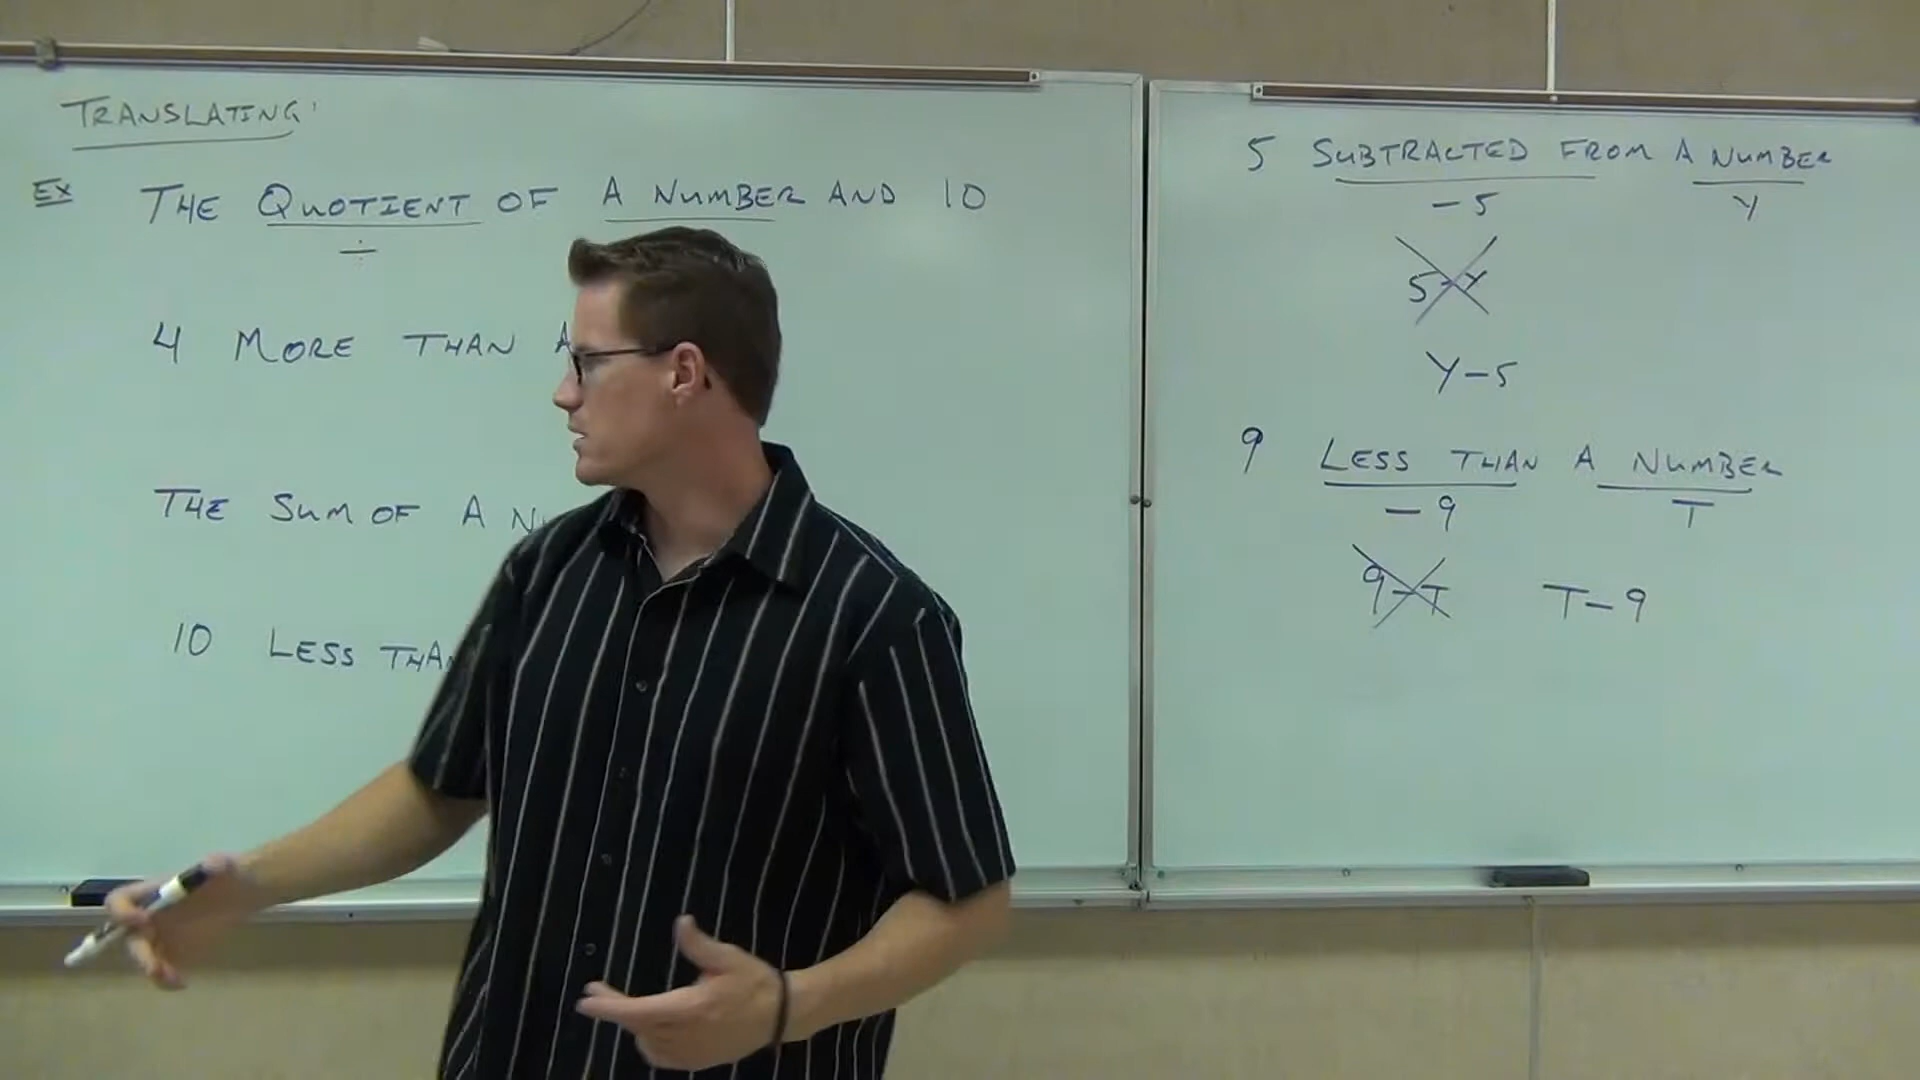 TRANSLATING:
EX THE QUOTIENT OF A NUMBER AND 10
÷
4 MORE THAN
THE SUM OF A
10 LESS THAN
5 SUBTRACTED FROM A NUMBER
- 5 Y
5 - Y
Y - 5
9 LESS THAN A NUMBER
- 9 T
9 - T T - 9